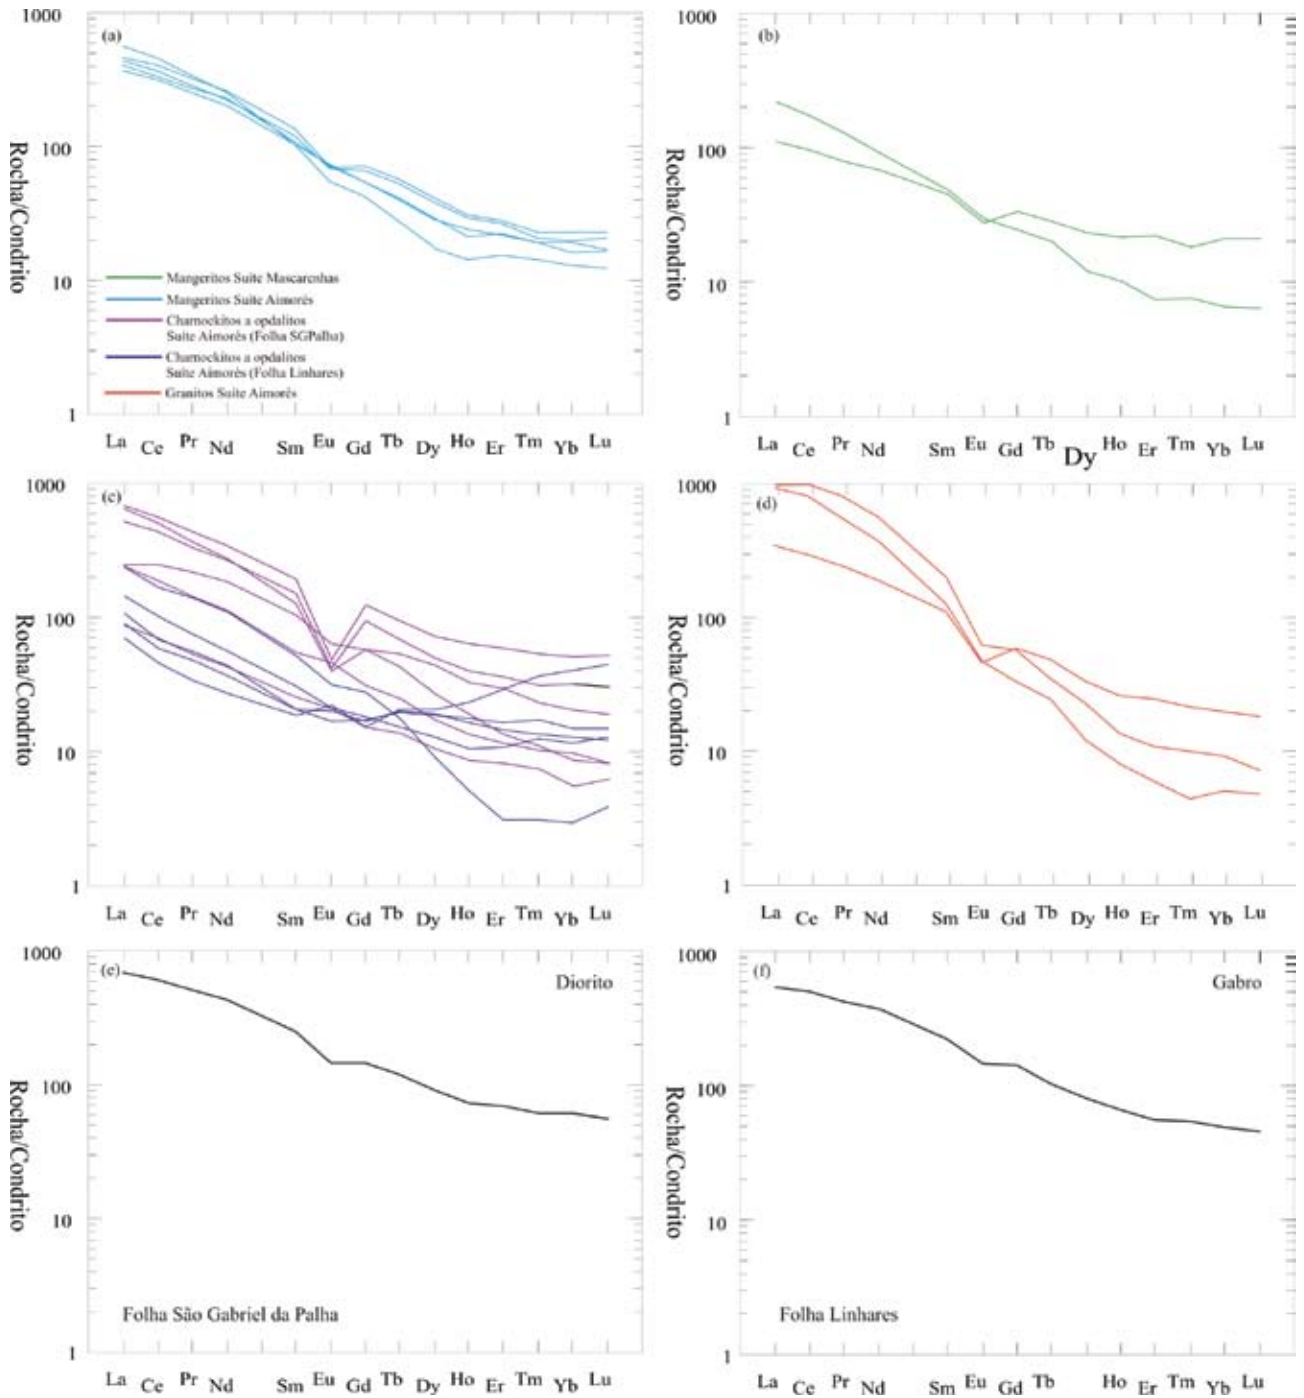 1000
(a)
100
Rocha/Condrito
10
Mangeritos Suíte Mascarenhas
Mangeritos Suíte Aimorés
Charnockitos a opdalitos
Suíte Aimorés (Folha SGPalha)
Charnockitos a opdalitos
Suíte Aimorés (Folha Linhares)
Granitos Suíte Aimorés
1
La Ce Pr Nd Sm Eu Gd Tb Dy Ho Er Tm Yb Lu
1000
(b)
100
Rocha/Condrito
10
1
La Ce Pr Nd Sm Eu Gd Tb Dy Ho Er Tm Yb Lu
1000
(c)
100
Rocha/Condrito
10
1
La Ce Pr Nd Sm Eu Gd Tb Dy Ho Er Tm Yb Lu
1000
(d)
100
Rocha/Condrito
10
1
La Ce Pr Nd Sm Eu Gd Tb Dy Ho Er Tm Yb Lu
1000
(e)
Diorito
100
Rocha/Condrito
10
Folha São Gabriel da Palha
1
La Ce Pr Nd Sm Eu Gd Tb Dy Ho Er Tm Yb Lu
1000
(f)
Gabro
100
Rocha/Condrito
10
Folha Linhares
1
La Ce Pr Nd Sm Eu Gd Tb Dy Ho Er Tm Yb Lu